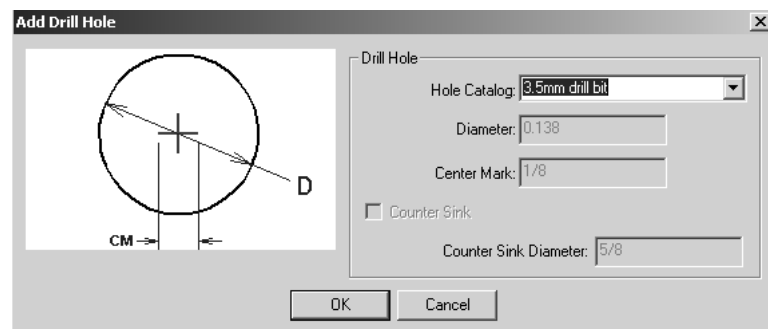 Add Drill Hole
D
CM
Drill Hole
Hole Catalog: 3.5mm drill bit
Diameter: 0.138
Center Mark: 1/8
Counter Sink
Counter Sink Diameter: 5/8
OK Cancel